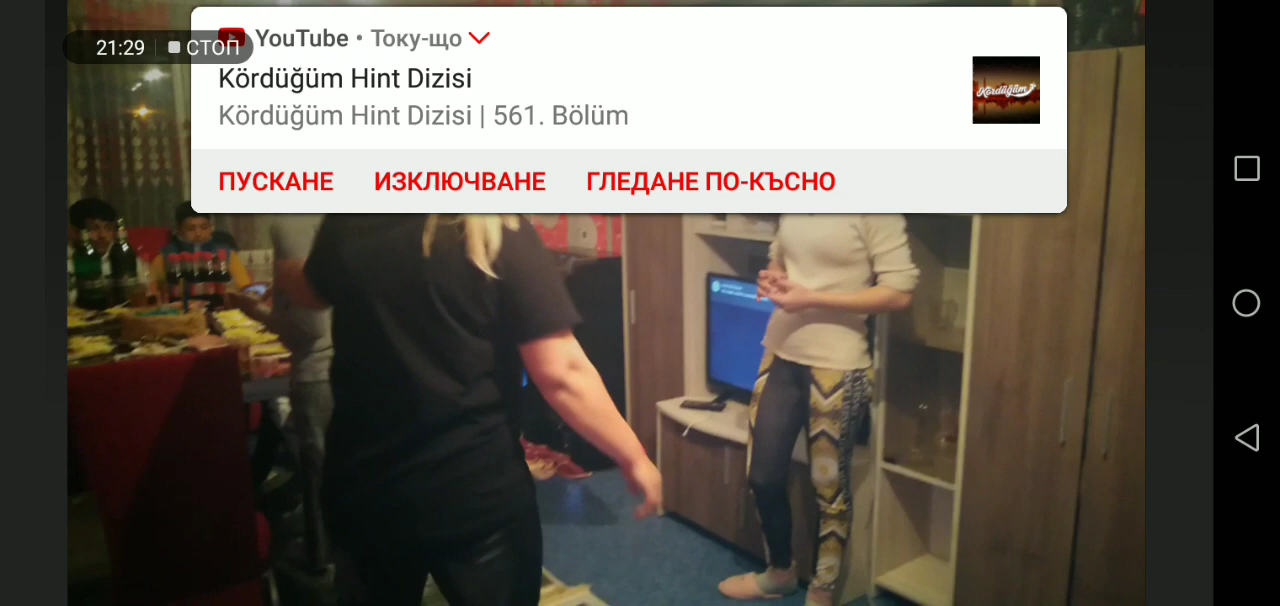 YouTube • Току-що
21:29
СТОП
Kördüğüm Hint Dizisi
Kördüğüm Hint Dizisi | 561. Bölüm
Kördüğüm
ПУСКАНЕ ИЗКЛЮЧВАНЕ ГЛЕДАНЕ ПО-КЪСНО